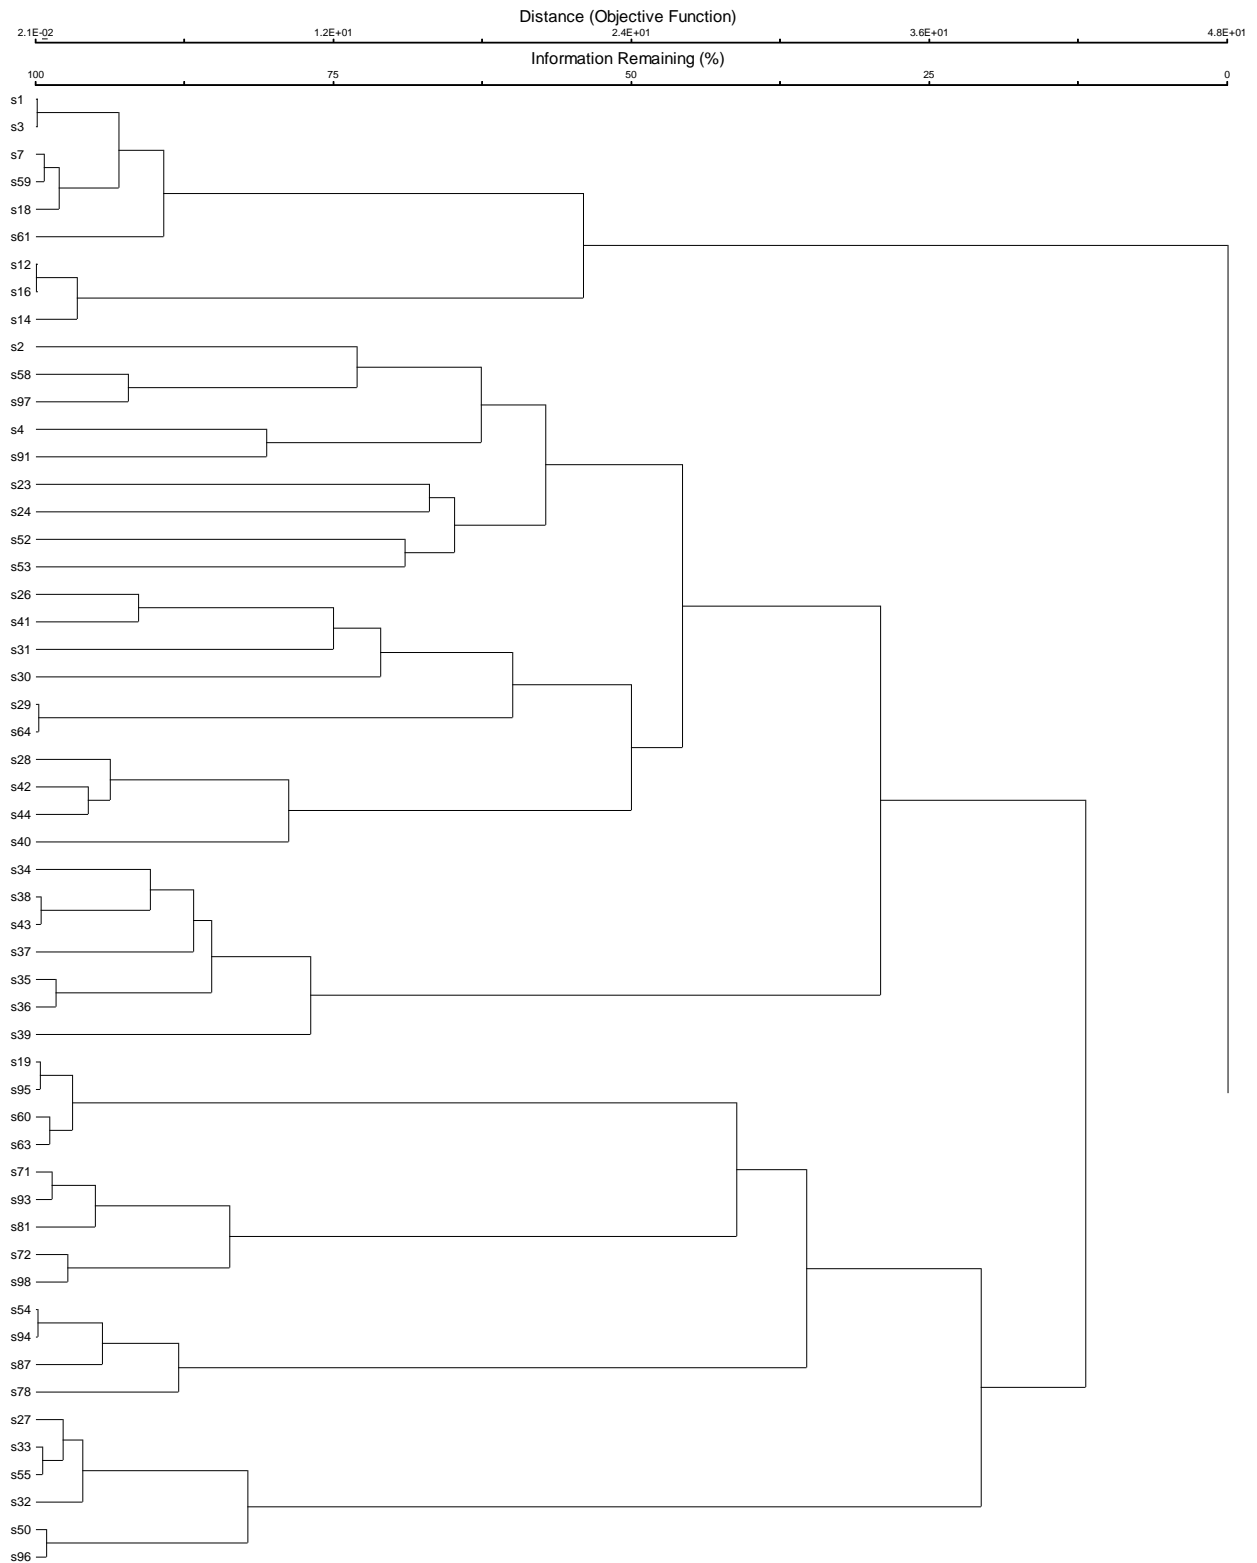 Distance (Objective Function)
2.1E-02 1.2E+01 2.4E+01 3.6E+01 4.8E+01
Information Remaining (%)
100 75 50 25 0
s1
s3
s7
s59
s18
s61
s12
s16
s14
s2
s58
s97
s4
s91
s23
s24
s52
s53
s26
s41
s31
s30
s29
s64
s28
s42
s44
s40
s34
s38
s43
s37
s35
s36
s39
s19
s95
s60
s63
s71
s93
s81
s72
s98
s54
s94
s87
s78
s27
s33
s55
s32
s50
s96